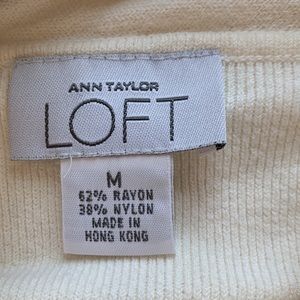 ANN TAYLOR
LOFT
M
62% RAYON
38% NYLON
MADE IN
HONG KONG